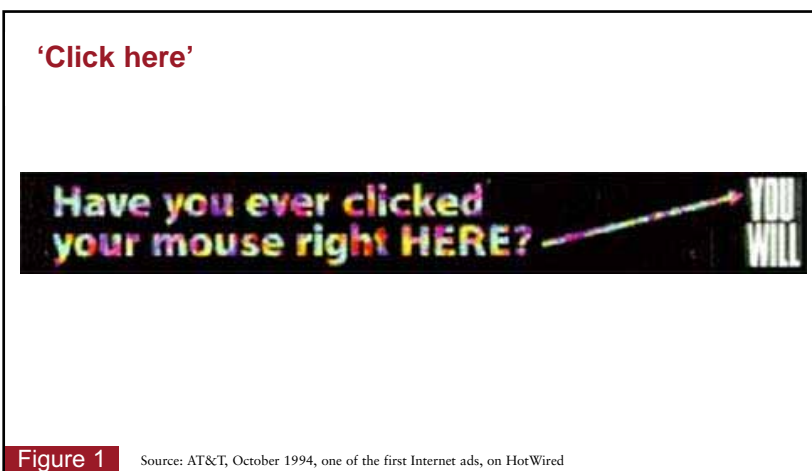 ‘Click here’
Have you ever clicked
your mouse right HERE?
YOU
WILL
Figure 1
Source: AT&T, October 1994, one of the first Internet ads, on HotWired